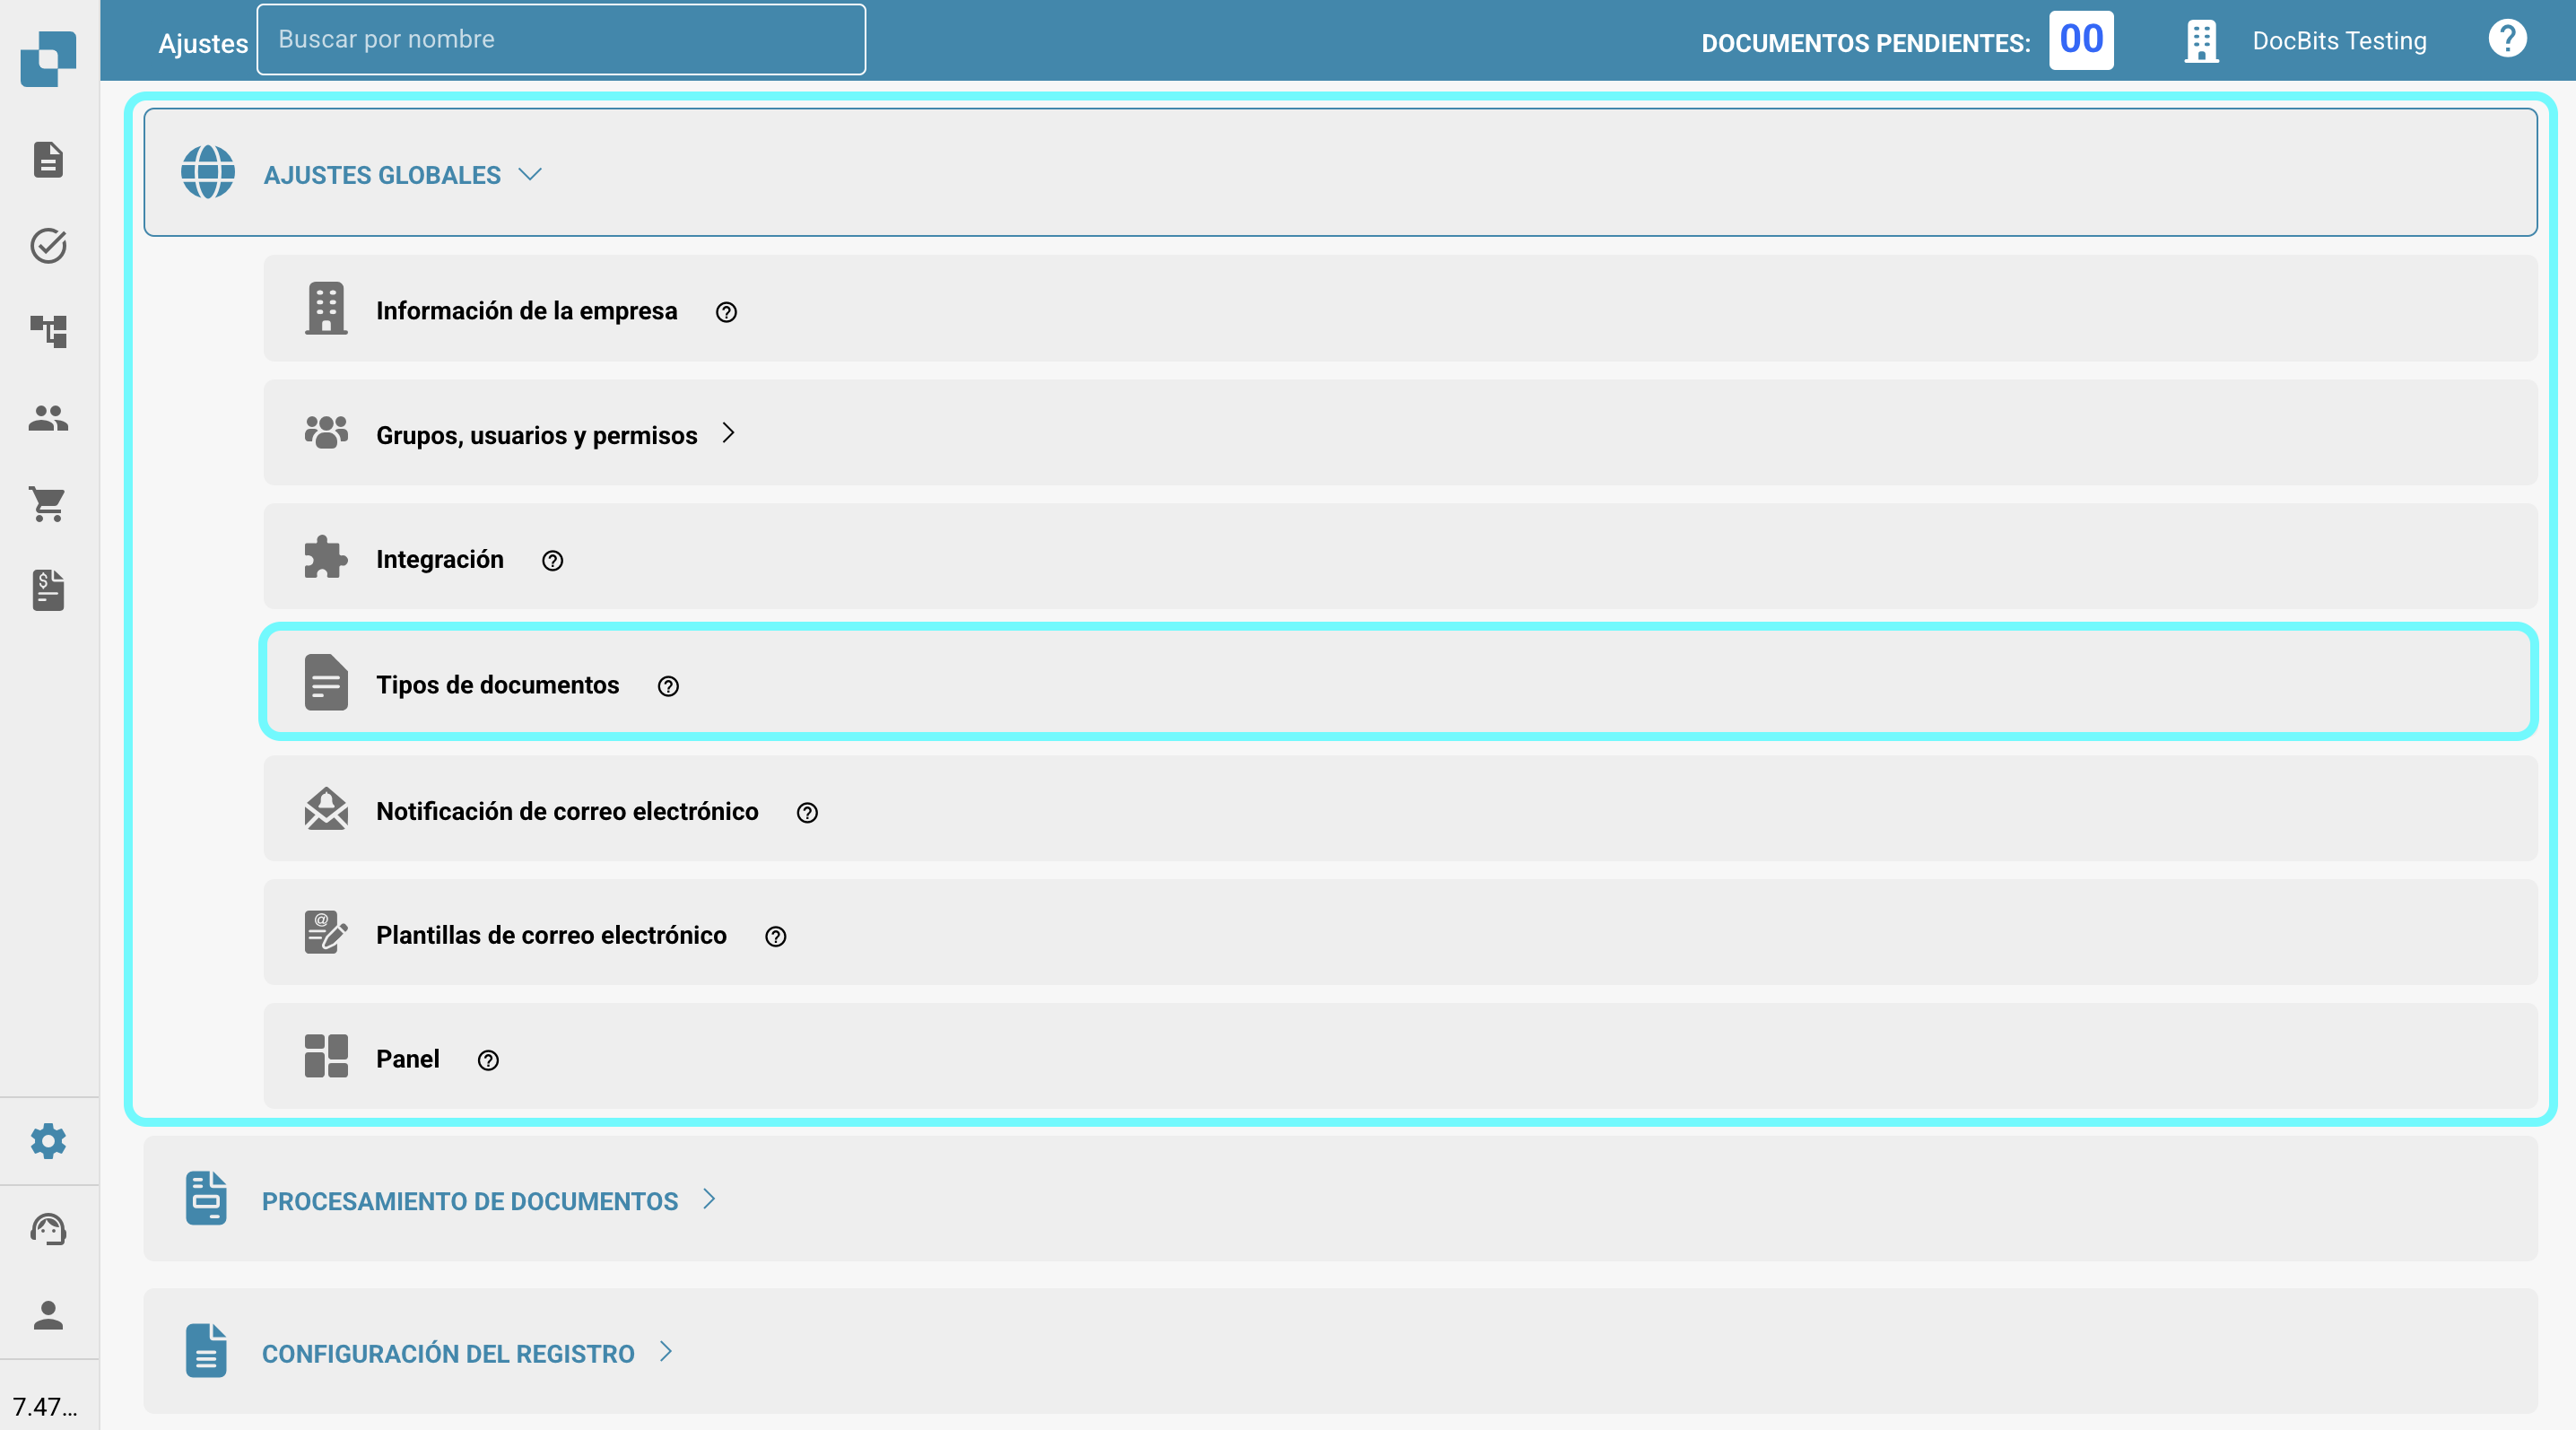 Ajustes
Buscar por nombre
DOCUMENTOS PENDIENTES: 00
DocBits Testing
AJUSTES GLOBALES
Información de la empresa
Grupos, usuarios y permisos
Integración
Tipos de documentos
Notificación de correo electrónico
Plantillas de correo electrónico
Panel
PROCESAMIENTO DE DOCUMENTOS
CONFIGURACIÓN DEL REGISTRO
7.47...